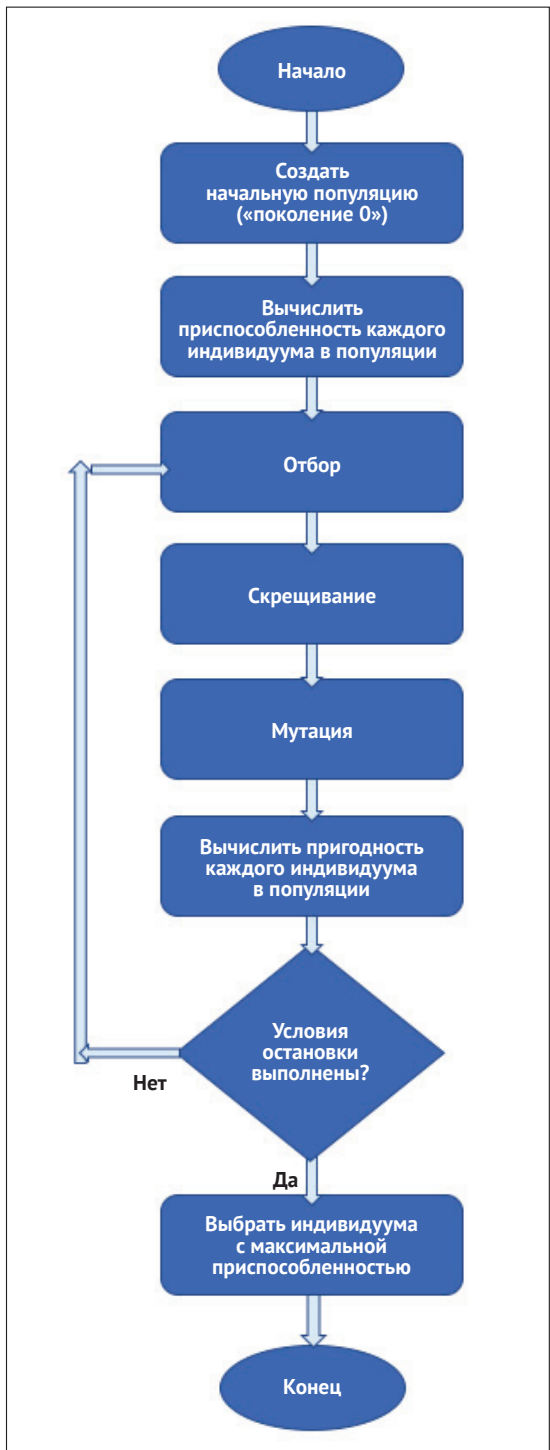 Начало
Создать
начальную популяцию
(«поколение 0»)
Вычислить
приспособленность каждого
индивидуума в популяции
Отбор
Скрещивание
Мутация
Вычислить пригодность
каждого индивидуума
в популяции
Условия
остановки
выполнены?
Нет
Да
Выбрать индивидуума
с максимальной
приспособленностью
Конец